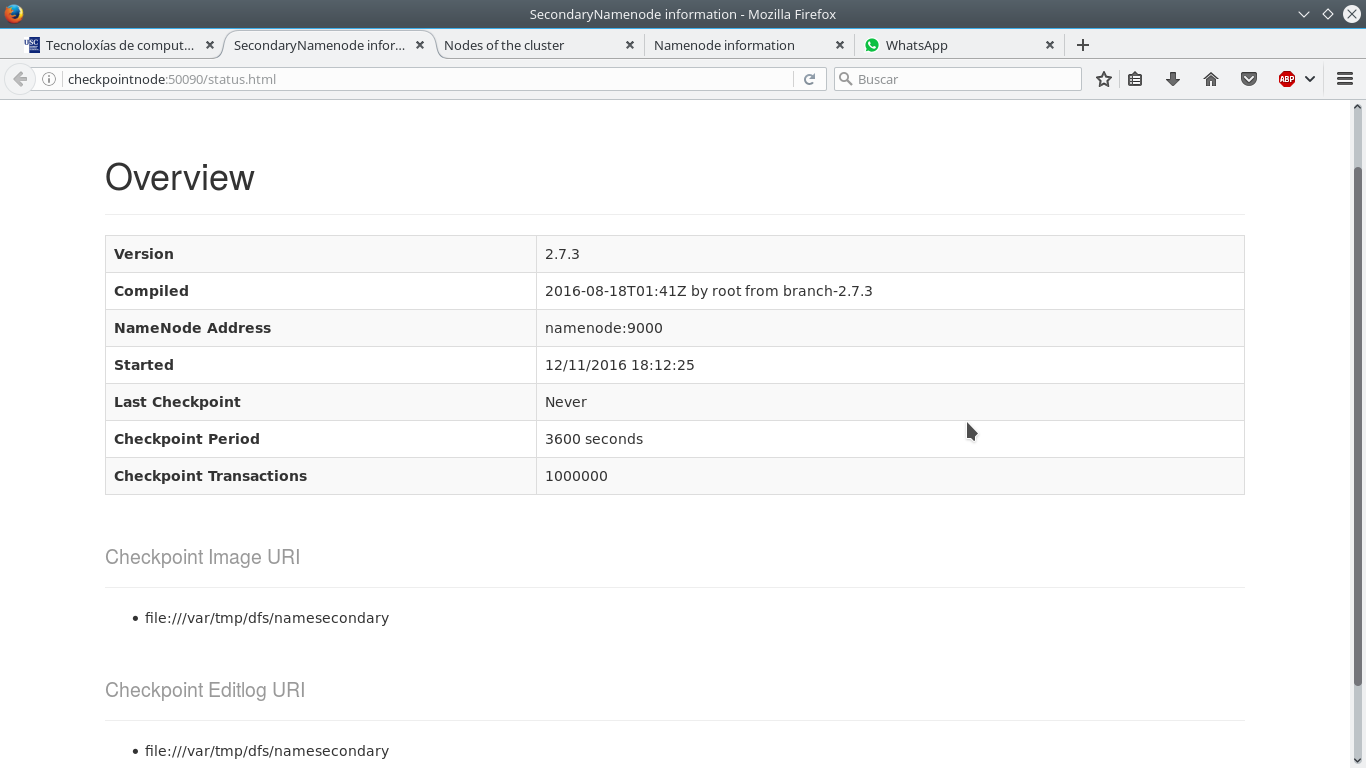 SecondaryNamenode information - Mozilla Firefox
USC Tecnoloxías de comput... SecondaryNamenode infor... Nodes of the cluster Namenode information WhatsApp
checkpointnode:50090/status.html Buscar ABP
Overview
Version 2.7.3
Compiled 2016-08-18T01:41Z by root from branch-2.7.3
NameNode Address namenode:9000
Started 12/11/2016 18:12:25
Last Checkpoint Never
Checkpoint Period 3600 seconds
Checkpoint Transactions 1000000
Checkpoint Image URI
• file:///var/tmp/dfs/namesecondary
Checkpoint Editlog URI
• file:///var/tmp/dfs/namesecondary